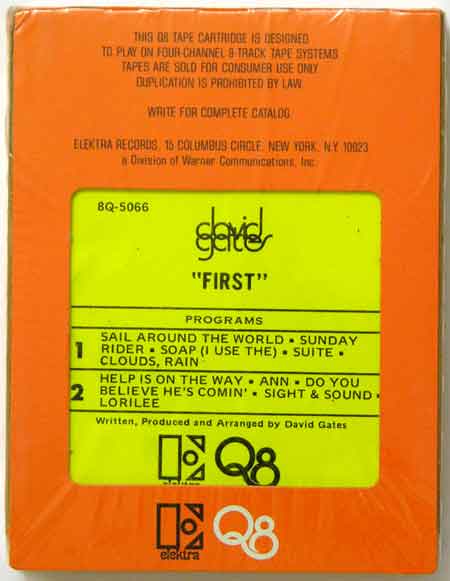 THIS Q8 TAPE CARTRIDGE IS DESIGNED
TO PLAY ON FOUR-CHANNEL 8-TRACK TAPE SYSTEMS
TAPES ARE SOLD FOR CONSUMER USE ONLY
DUPLICATION IS PROHIBITED BY LAW
WRITE FOR COMPLETE CATALOG
ELEKTRA RECORDS, 15 COLUMBUS CIRCLE, NEW YORK, N.Y. 10023
a Division of Warner Communications, Inc.
8Q-5066
david
gates
"FIRST"
PROGRAMS
1 SAIL AROUND THE WORLD ▪ SUNDAY
RIDER ▪ SOAP (I USE THE) ▪ SUITE ▪
CLOUDS, RAIN
2 HELP IS ON THE WAY ▪ ANN ▪ DO YOU
BELIEVE HE'S COMIN' ▪ SIGHT & SOUND ▪
LORILEE
Written, Produced and Arranged by David Gates
elektra Q8
elektra Q8